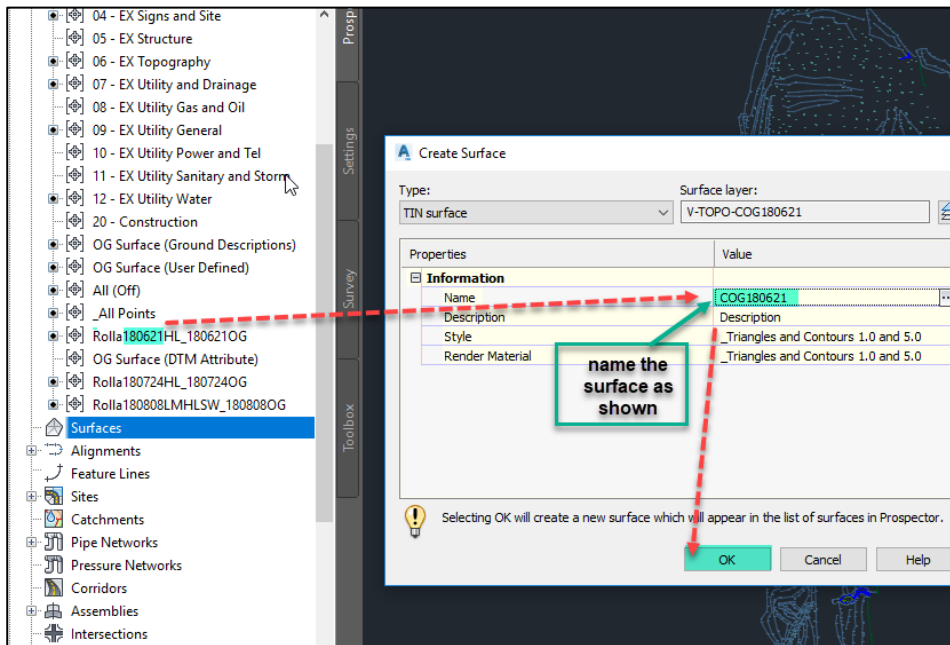 04 - EX Signs and Site
05 - EX Structure
06 - EX Topography
07 - EX Utility and Drainage
08 - EX Utility Gas and Oil
09 - EX Utility General
10 - EX Utility Power and Tel
11 - EX Utility Sanitary and Storm
12 - EX Utility Water
20 - Construction
OG Surface (Ground Descriptions)
OG Surface (User Defined)
All (Off)
_All Points
Rolla180621HL_180621OG
OG Surface (DTM Attribute)
Rolla180724HL_180724OG
Rolla180808LMHLSW_180808OG
Surfaces
Alignments
Feature Lines
Sites
Catchments
Pipe Networks
Pressure Networks
Corridors
Assemblies
Intersections
Prosp
Settings
Survey
Toolbox
Create Surface
Type:
Surface layer:
TIN surface
V-TOPO-COG180621
Properties
Value
Information
Name
COG180621
...
Description
Description
Style
_Triangles and Contours 1.0 and 5.0
Render Material
_Triangles and Contours 1.0 and 5.0
name the
surface as
shown
Selecting OK will create a new surface which will appear in the list of surfaces in Prospector.
OK
Cancel
Help